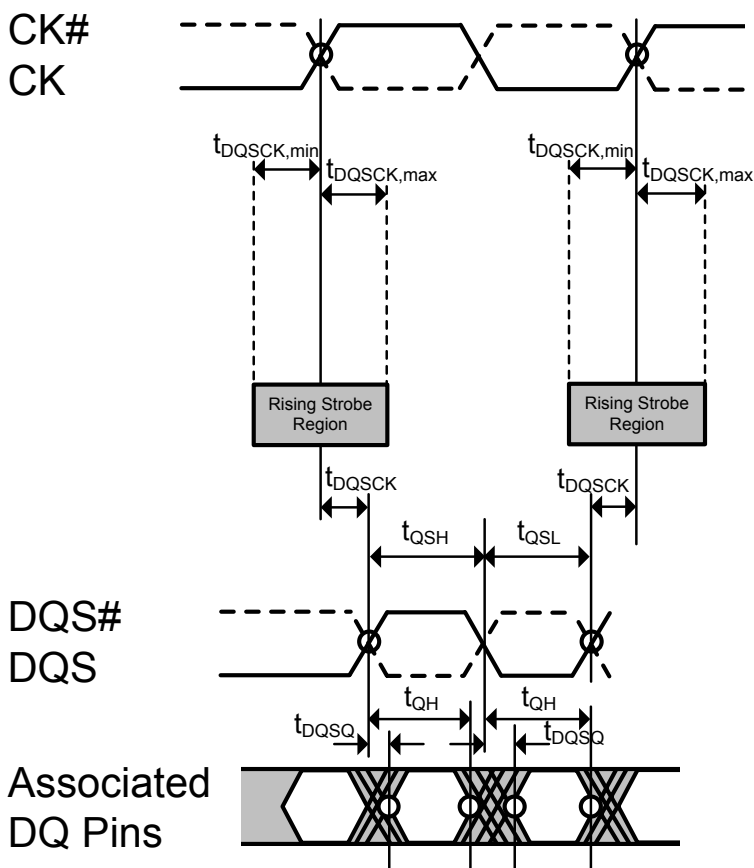 CK#
CK
tDQSCK,min
tDQSCK,max
tDQSCK,min
tDQSCK,max
Rising Strobe
Region
Rising Strobe
Region
tDQSCK
tDQSCK
tQSH
tQSL
DQS#
DQS
tQH
tQH
tDQSQ
tDQSQ
Associated
DQ Pins